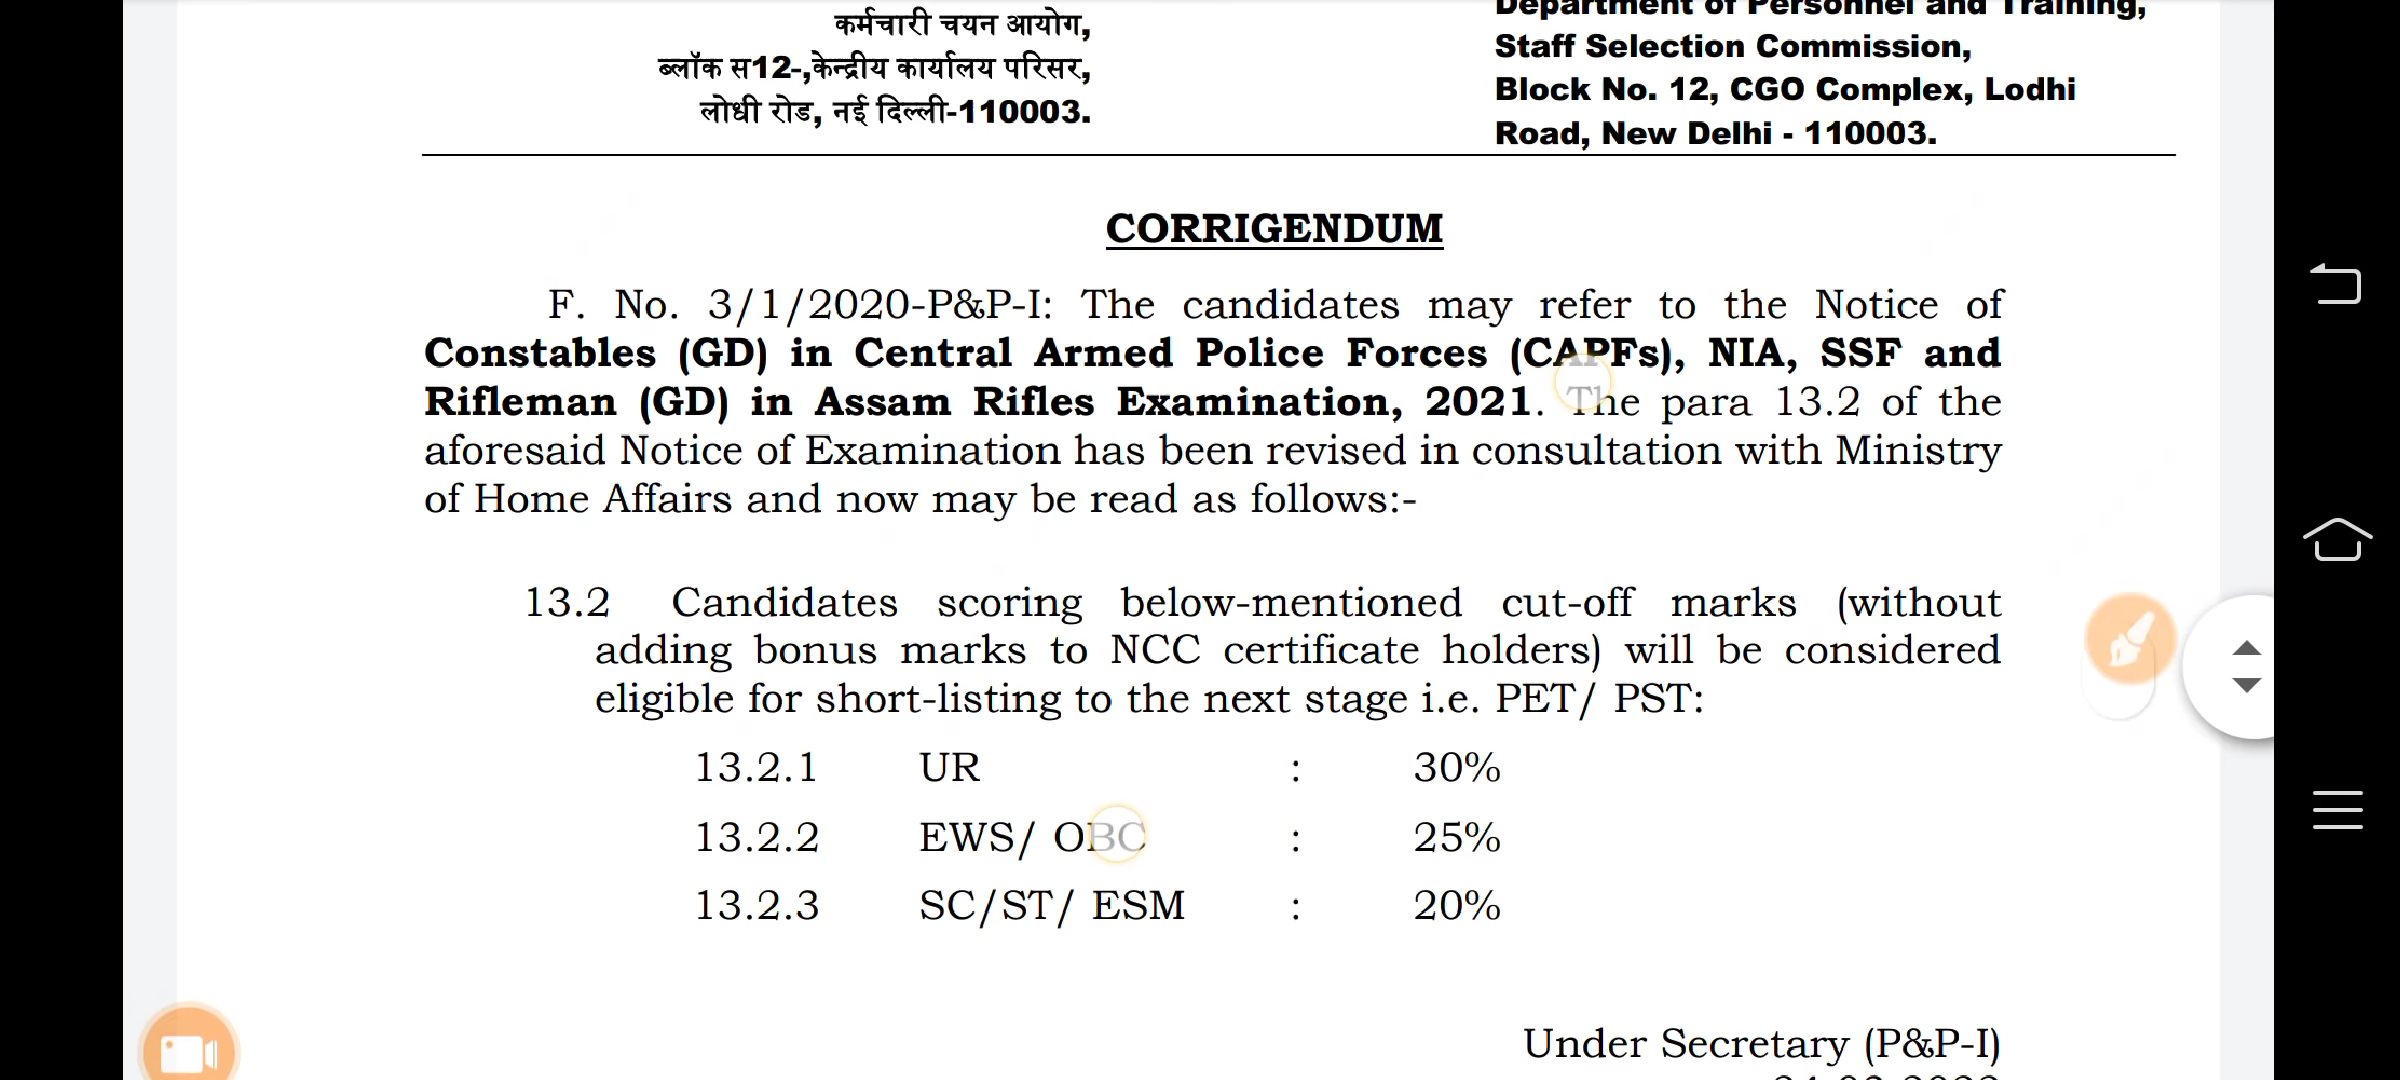 कर्मचारी चयन आयोग,
ब्लॉक स12-,केन्द्रीय कार्यालय परिसर,
लोधी रोड, नई दिल्ली-110003.
Department of Personnel and Training,
Staff Selection Commission,
Block No. 12, CGO Complex, Lodhi
Road, New Delhi - 110003.
CORRIGENDUM
F. No. 3/1/2020-P&P-I: The candidates may refer to the Notice of
Constables (GD) in Central Armed Police Forces (CAPFs), NIA, SSF and
Rifleman (GD) in Assam Rifles Examination, 2021. The para 13.2 of the
aforesaid Notice of Examination has been revised in consultation with Ministry
of Home Affairs and now may be read as follows:-
13.2 Candidates scoring below-mentioned cut-off marks (without
adding bonus marks to NCC certificate holders) will be considered
eligible for short-listing to the next stage i.e. PET/ PST:
13.2.1 UR : 30%
13.2.2 EWS/ OBC : 25%
13.2.3 SC/ST/ ESM : 20%
Under Secretary (P&P-I)